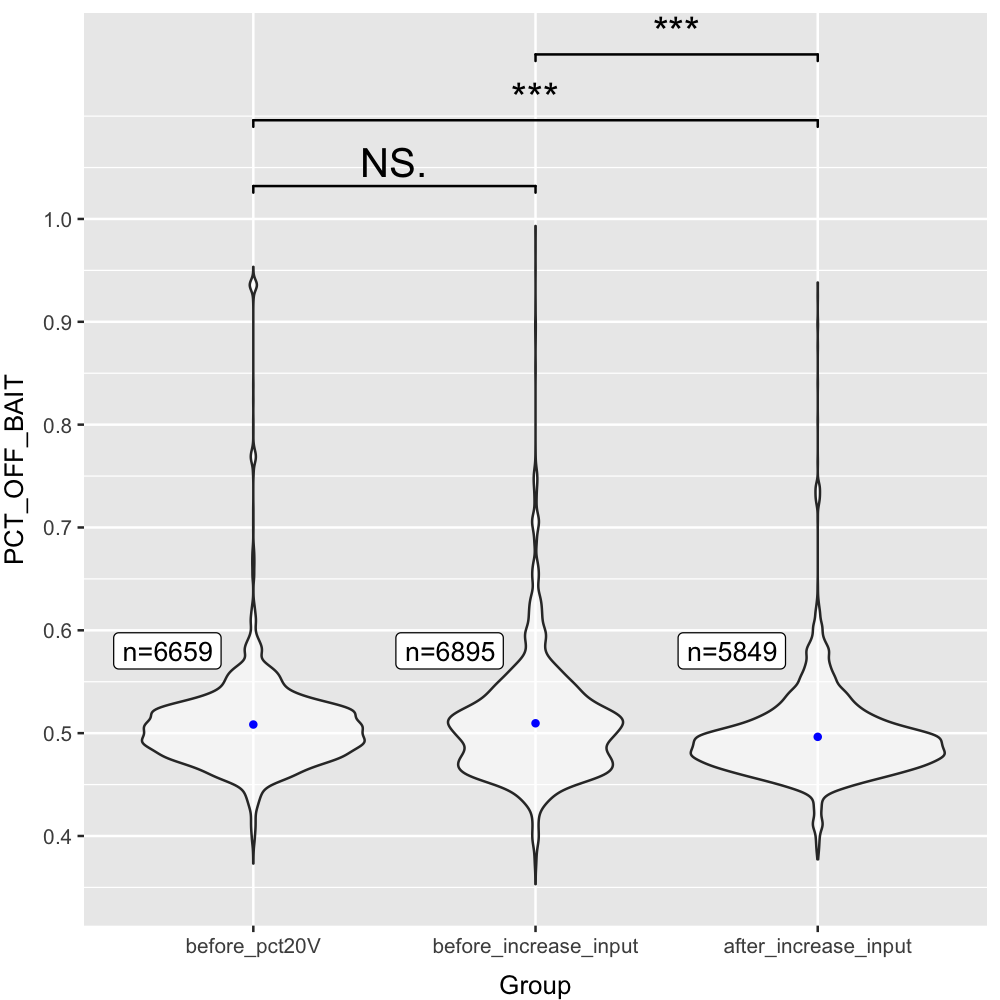 ***
***
NS.
1.0
0.9
0.8
0.7
0.6
0.5
0.4
PCT_OFF_BAIT
n=6659
n=6895
n=5849
before_pct20V
before_increase_input
after_increase_input
Group